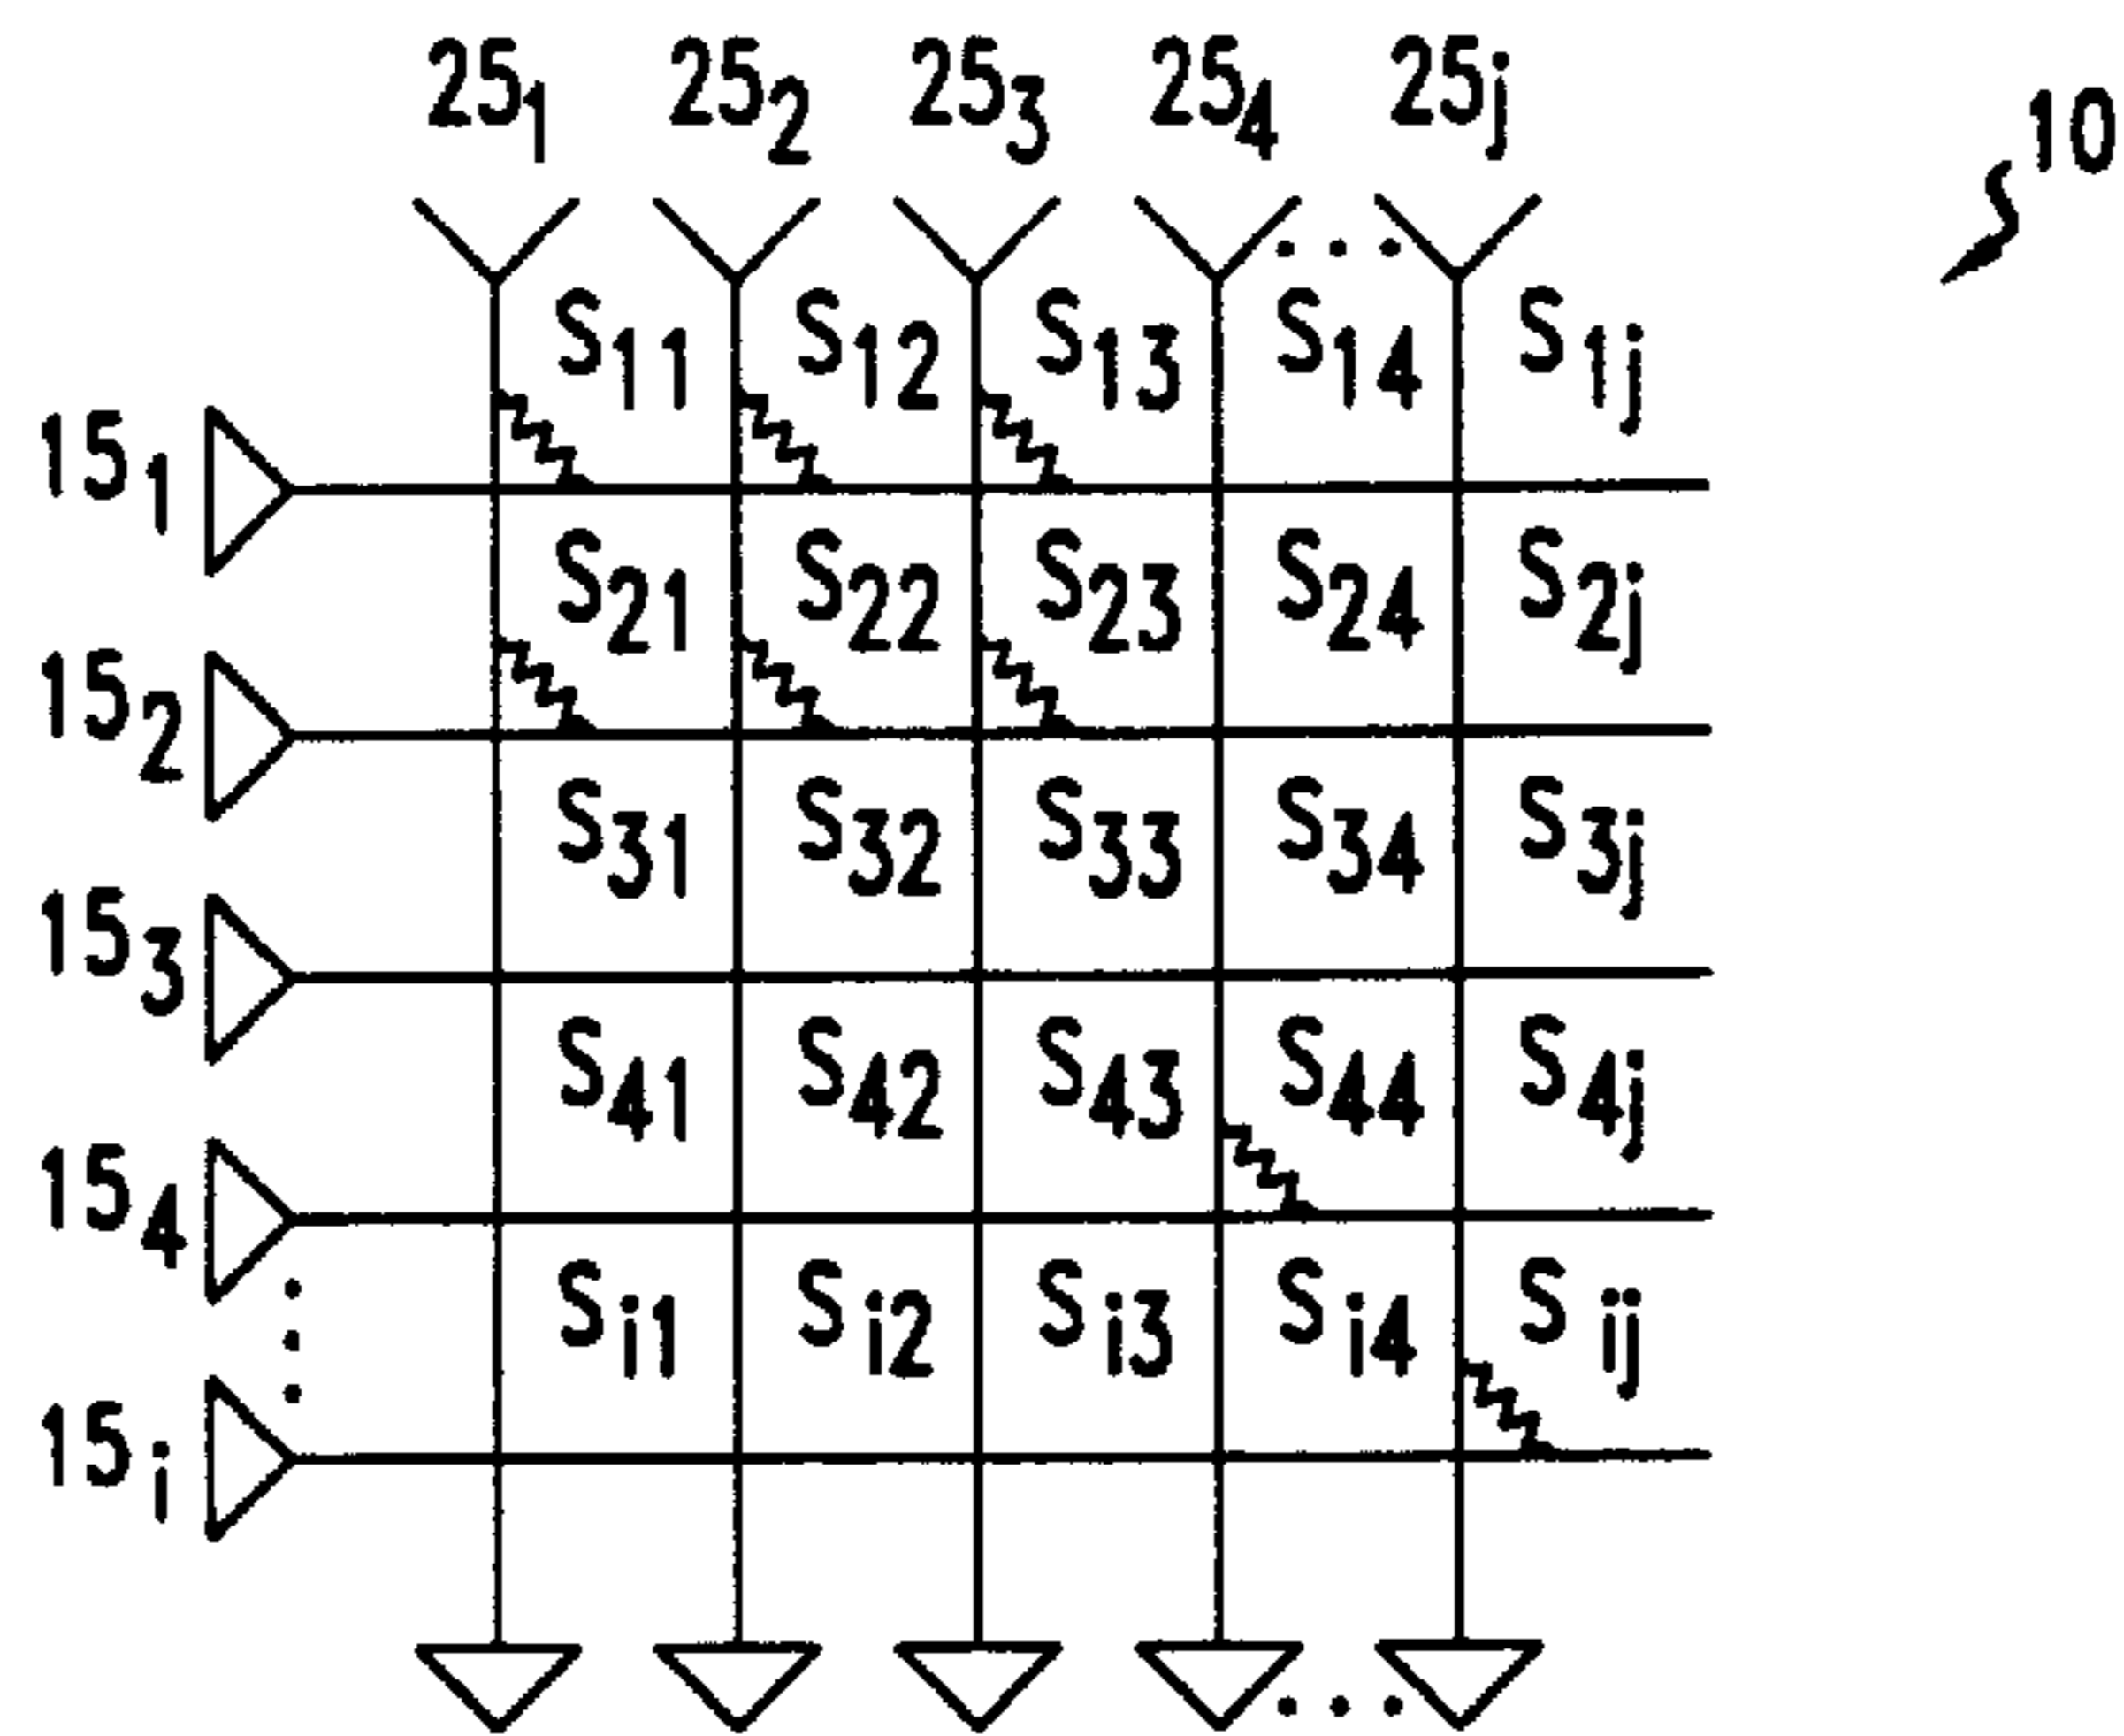 25₁ 25₂ 25₃ 25₄ 25ⱼ
10
S₁₁ S₁₂ S₁₃ S₁₄ S₁ⱼ
15₁
S₂₁ S₂₂ S₂₃ S₂₄ S₂ⱼ
15₂
S₃₁ S₃₂ S₃₃ S₃₄ S₃ⱼ
15₃
S₄₁ S₄₂ S₄₃ S₄₄ S₄ⱼ
15₄
Sᵢ₁ Sᵢ₂ Sᵢ₃ Sᵢ₄ Sᵢⱼ
15ᵢ